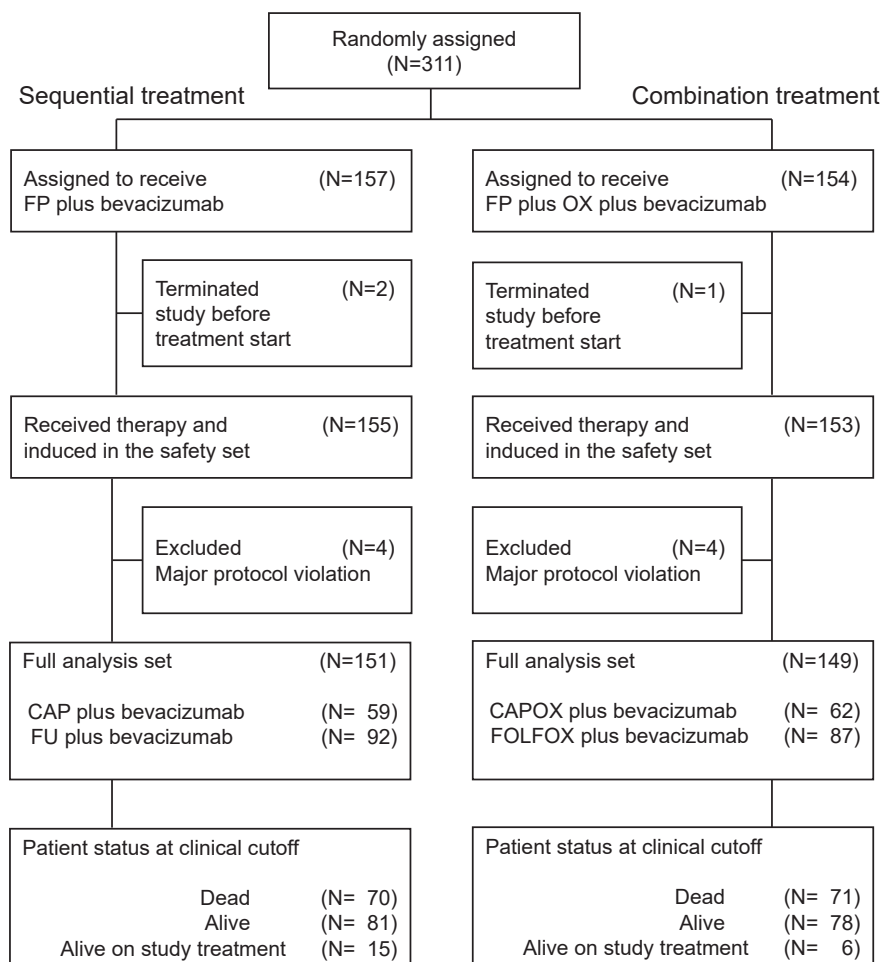 Randomly assigned
(N=311)
Sequential treatment
Combination treatment
Assigned to receive (N=157)
FP plus bevacizumab
Assigned to receive (N=154)
FP plus OX plus bevacizumab
Terminated (N=2)
study before
treatment start
Terminated (N=1)
study before
treatment start
Received therapy and (N=155)
induced in the safety set
Received therapy and (N=153)
induced in the safety set
Excluded (N=4)
Major protocol violation
Excluded (N=4)
Major protocol violation
Full analysis set (N=151)
CAP plus bevacizumab (N= 59)
FU plus bevacizumab (N= 92)
Full analysis set (N=149)
CAPOX plus bevacizumab (N= 62)
FOLFOX plus bevacizumab (N= 87)
Patient status at clinical cutoff
Dead (N= 70)
Alive (N= 81)
Alive on study treatment (N= 15)
Patient status at clinical cutoff
Dead (N= 71)
Alive (N= 78)
Alive on study treatment (N= 6)